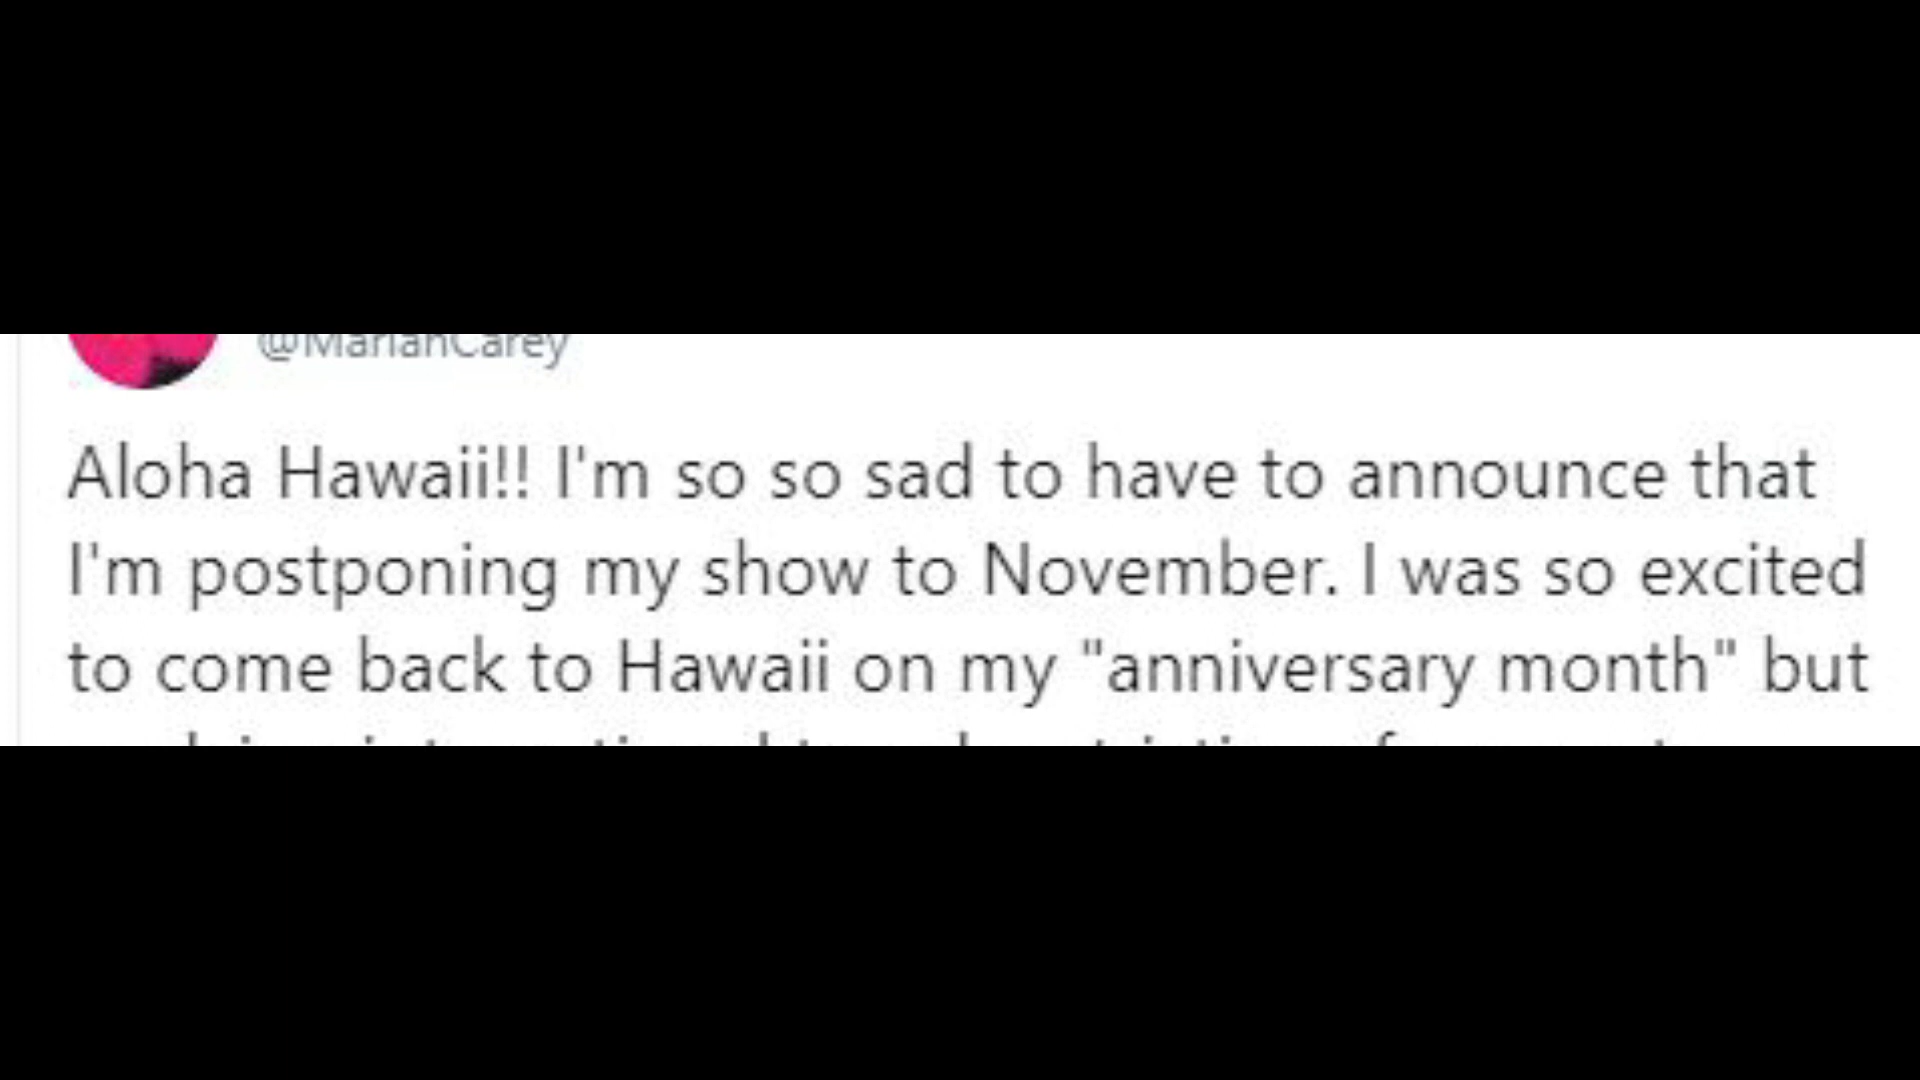 @MariahCarey
Aloha Hawaii!! I'm so so sad to have to announce that
I'm postponing my show to November. I was so excited
to come back to Hawaii on my "anniversary month" but